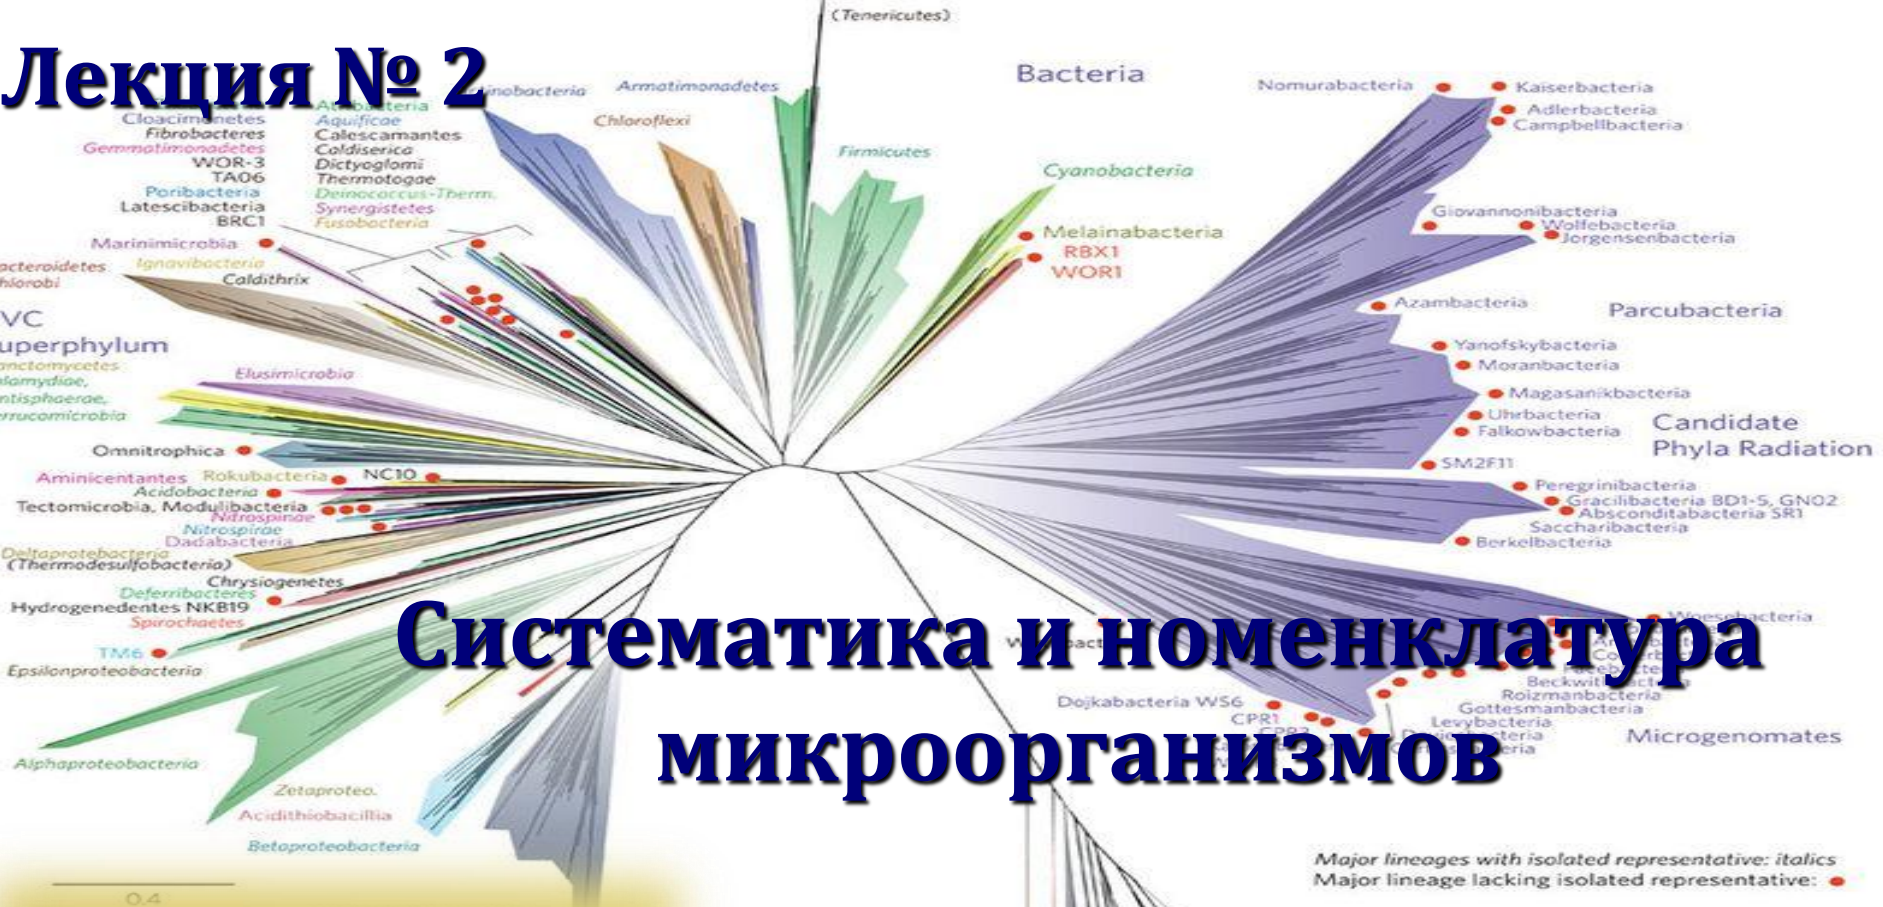 (Tenericutes)
Лекция № 2
Bacteria
Armatimonadetes
Nomurabacteria
Kaiserbacteria
Adlerbacteria
Campbellbacteria
Cloacimonetes
Aquificae
Chloroflexi
Fibrobacteres
Calescamantes
Gemmatimonadetes
Caldiserica
Firmicutes
WOR-3
Dictyoglomi
Cyanobacteria
TA06
Thermotogae
Poribacteria
Deinococcus-Therm.
Latescibacteria
Synergistetes
BRC1
Fusobacteria
Giovannonibacteria
Wolfebacteria
Jorgensenbacteria
Melainabacteria
RBX1
WOR1
Marinimicrobia
Ignavibacteria
Caldithrix
Azambacteria
Parcubacteria
Yanofskybacteria
Moranbacteria
Elusimicrobia
Magasanikbacteria
Uhrbacteria
Falkowbacteria
Candidate
Phyla Radiation
Omnitrophica
SM2F11
Aminicentantes
Rokubacteria
NC10
Acidobacteria
Tectomicrobia, Modulibacteria
Nitrospinae
Nitrospirae
Dadabacteria
Peregrinibacteria
Gracilibacteria BD1-5, GN02
Absconditabacteria SR1
Saccharibacteria
Berkelbacteria
Deltaprotebacteria
(Thermodesulfobacteria)
Chrysiogenetes
Deferribacteres
Hydrogenedentes NKB19
Spirochaetes
TM6
Epsilonproteobacteria
Woesebacteria
Систематика и номенклатура
микроорганизмов
Roizmanbacteria
Gottesmanbacteria
Levybacteria
Dojkabacteria WS6
CPR1
Microgenomates
Alphaproteobacteria
Zetaproteo.
Acidithiobacillia
Betaproteobacteria
0.4
Major lineages with isolated representative: italics
Major lineage lacking isolated representative: